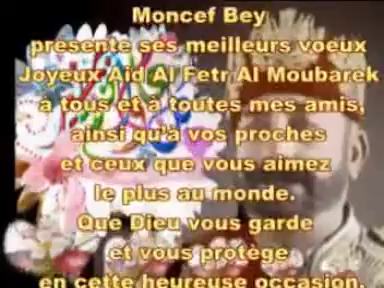 Moncef Bey
présente ses meilleurs voeux
Joyeux Aid Al Fetr Al Moubarek
à tous et à toutes mes amis,
ainsi qu'à vos proches
et ceux que vous aimez
le plus au monde.
Que Dieu vous garde
et vous protège
en cette heureuse occasion.